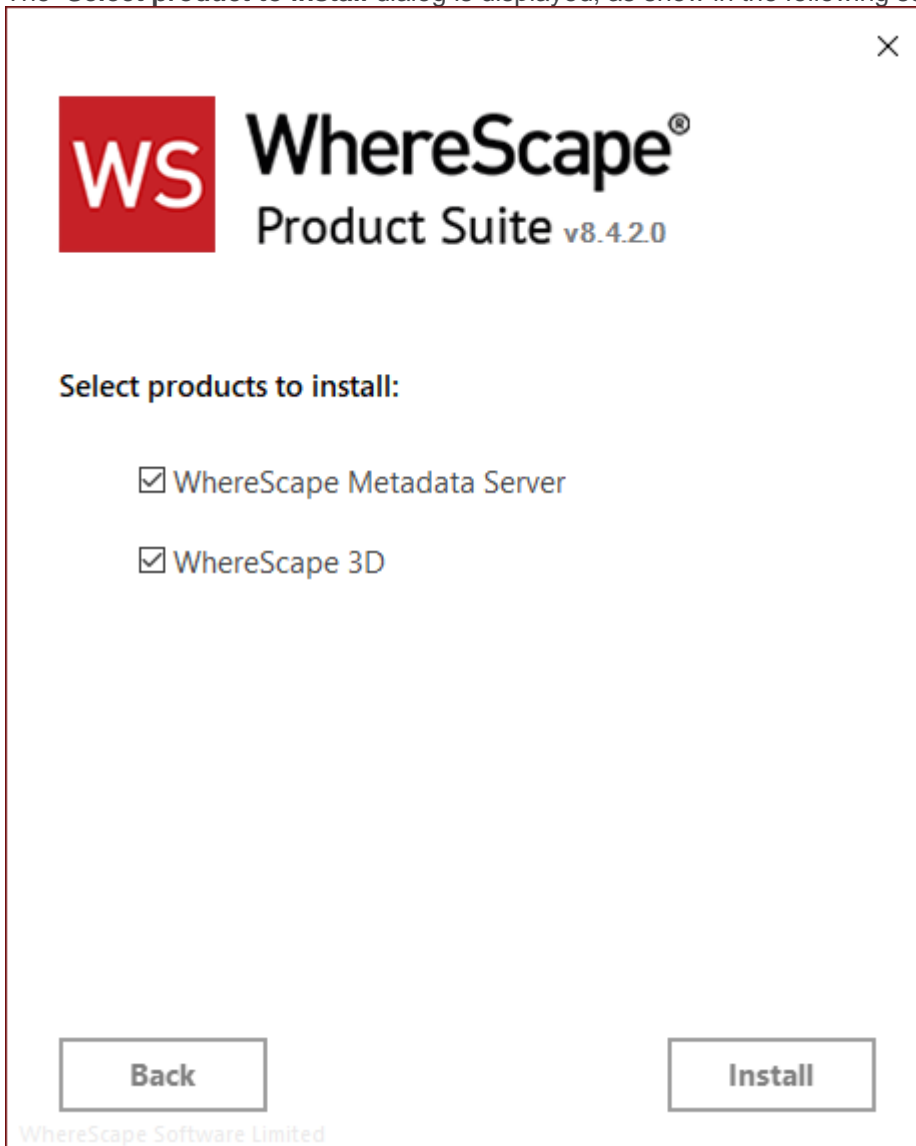 WS WhereScape®
Product Suite v8.4.2.0
Select products to install:
WhereScape Metadata Server
WhereScape 3D
Back Install
WhereScape Software Limited